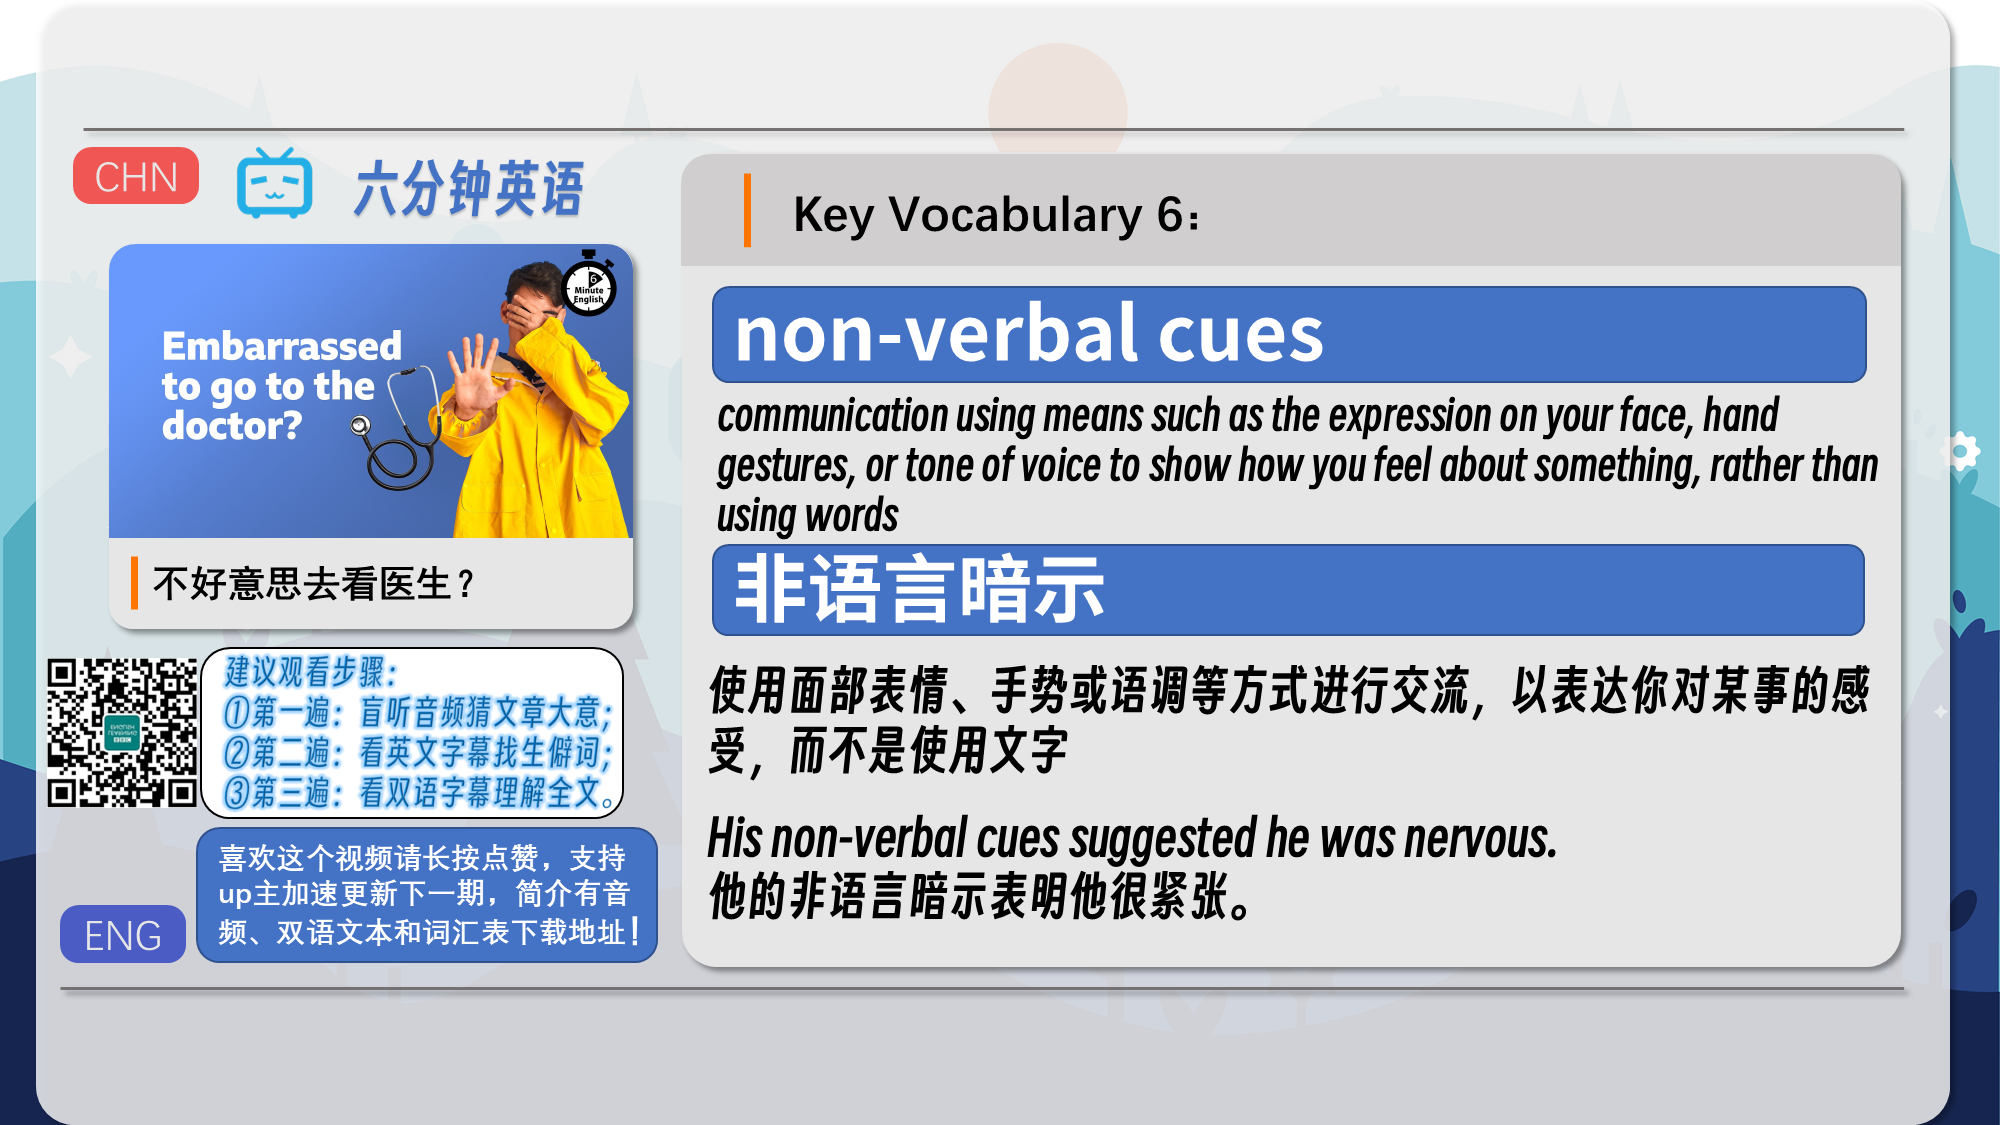 CHN
六分钟英语
6
Minute
English
Embarrassed
to go to the
doctor?
不好意思去看医生？
建议观看步骤：
①第一遍：盲听音频猜文章大意；
②第二遍：看英文字幕找生僻词；
③第三遍：看双语字幕理解全文。
喜欢这个视频请长按点赞，支持
up主加速更新下一期，简介有音
频、双语文本和词汇表下载地址！
ENG
Key Vocabulary 6：
non-verbal cues
communication using means such as the expression on your face, hand
gestures, or tone of voice to show how you feel about something, rather than
using words
非语言暗示
使用面部表情、手势或语调等方式进行交流，以表达你对某事的感
受，而不是使用文字
His non-verbal cues suggested he was nervous.
他的非语言暗示表明他很紧张。